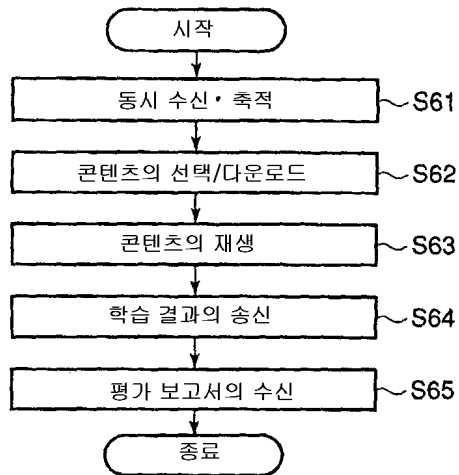 시작
동시 수신·축적 S61
콘텐츠의 선택/다운로드 S62
콘텐츠의 재생 S63
학습 결과의 송신 S64
평가 보고서의 수신 S65
종료